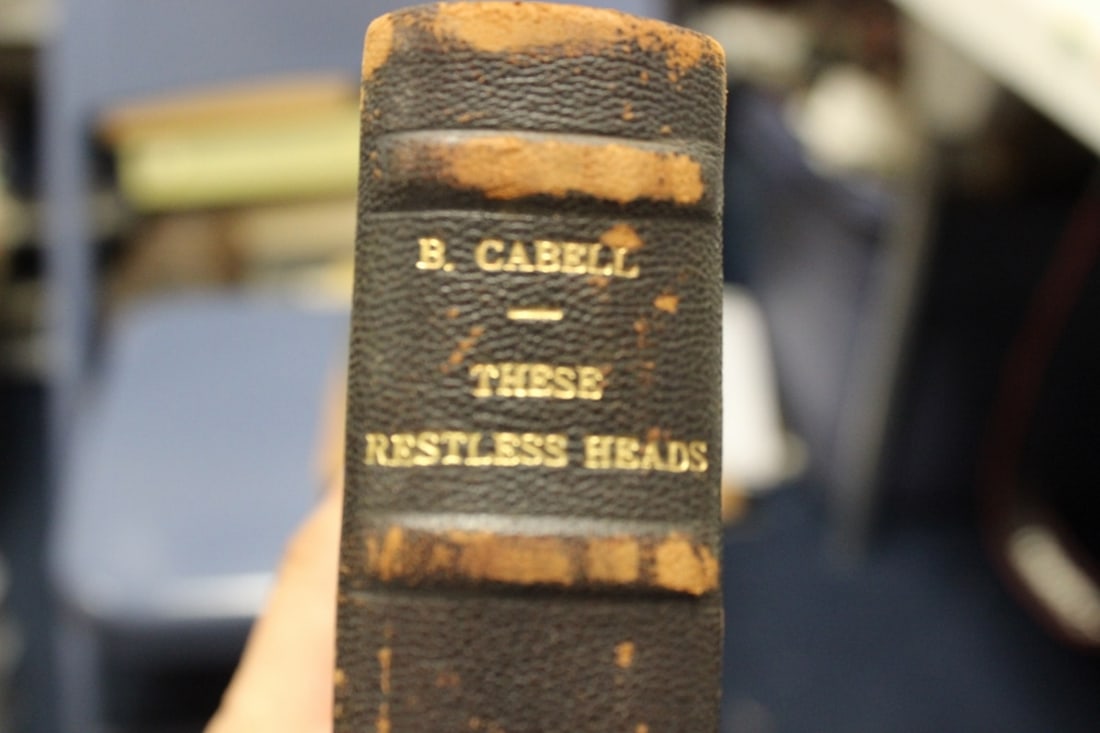 B. CABELL
—
THESE
RESTLESS HEADS